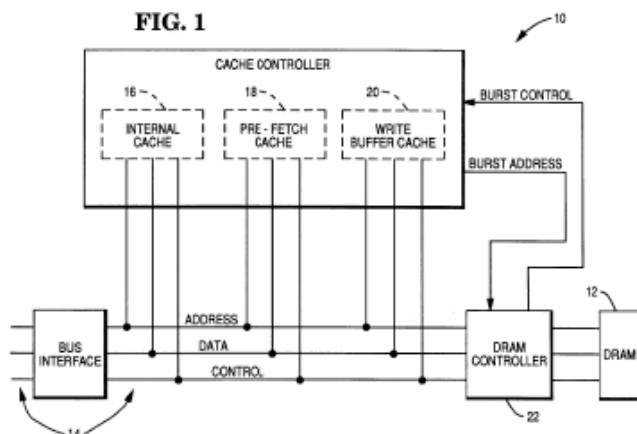 FIG. 1
10
CACHE CONTROLLER
16
18
20
INTERNAL
CACHE
PRE - FETCH
CACHE
WRITE
BUFFER CACHE
BURST CONTROL
BURST ADDRESS
12
BUS
INTERFACE
ADDRESS
DATA
CONTROL
DRAM
CONTROLLER
DRAM
22
14